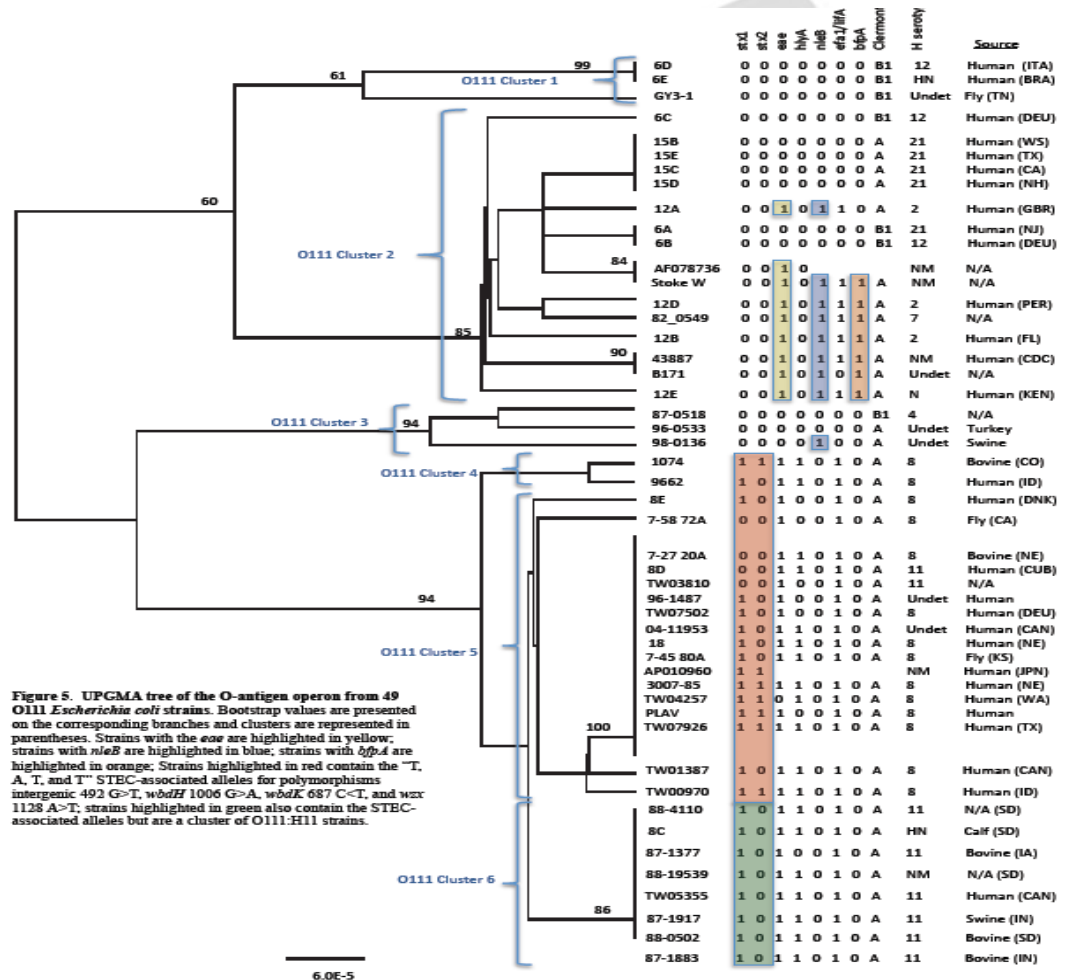 stx1 stx2 eae hlyA nleB efa1/lifA bfpA Clermont H seroty Source
6D 0 0 0 0 0 0 0 B1 12 Human (ITA)
99
61
O111 Cluster 1
6E 0 0 0 0 0 0 0 B1 HN Human (BRA)
GY3-1 0 0 0 0 0 0 0 B1 Undet Fly (TN)
6C 0 0 0 0 0 0 0 B1 12 Human (DEU)
15B 0 0 0 0 0 0 0 A 21 Human (WS)
15E 0 0 0 0 0 0 0 A 21 Human (TX)
15C 0 0 0 0 0 0 0 A 21 Human (CA)
15D 0 0 0 0 0 0 0 A 21 Human (NH)
60
12A 0 0 1 0 1 1 0 A 2 Human (GBR)
6A 0 0 0 0 0 0 0 B1 21 Human (NJ)
6B 0 0 0 0 0 0 0 B1 12 Human (DEU)
O111 Cluster 2
84
AF078736 0 0 1 0 NM N/A
Stoke W 0 0 1 0 1 1 1 A NM N/A
12D 0 0 1 0 1 1 1 A 2 Human (PER)
82_0549 0 0 1 0 1 1 1 A 7 N/A
85
12B 0 0 1 0 1 1 1 A 2 Human (FL)
90
43887 0 0 1 0 1 1 1 A NM Human (CDC)
B171 0 0 1 0 1 0 1 A Undet N/A
12E 0 0 1 0 1 1 1 A N Human (KEN)
87-0518 0 0 0 0 0 0 0 B1 4 N/A
O111 Cluster 3
94
96-0533 0 0 0 0 0 0 0 A Undet Turkey
98-0136 0 0 0 0 1 0 0 A Undet Swine
1074 1 1 1 1 0 1 0 A 8 Bovine (CO)
O111 Cluster 4
9662 1 0 1 1 0 1 0 A 8 Human (ID)
8E 1 0 1 0 0 1 0 A 8 Human (DNK)
7-58 72A 0 0 1 0 0 1 0 A 8 Fly (CA)
7-27 20A 0 0 1 1 0 1 0 A 8 Bovine (NE)
8D 0 0 1 1 0 1 0 A 11 Human (CUB)
TW03810 0 0 1 0 0 1 0 A 11 N/A
94
96-1487 1 0 1 0 0 1 0 A Undet Human
TW07502 1 0 1 0 0 1 0 A 8 Human (DEU)
04-11953 1 0 1 1 0 1 0 A Undet Human (CAN)
18 1 0 1 1 0 1 0 A 8 Human (NE)
O111 Cluster 5
7-45 80A 1 0 1 1 0 1 0 A 8 Fly (KS)
AP010960 1 1 NM Human (JPN)
3007-85 1 1 1 1 0 1 0 A 8 Human (NE)
TW04257 1 1 0 1 0 1 0 A 8 Human (WA)
PLAV 1 1 1 0 0 1 0 A 8 Human
TW07926 1 1 1 1 0 1 0 A 8 Human (TX)
100
TW01387 1 0 1 1 0 1 0 A 8 Human (CAN)
TW00970 1 1 1 1 0 1 0 A 8 Human (ID)
88-4110 1 0 1 1 0 1 0 A 11 N/A (SD)
8C 1 0 1 1 0 1 0 A HN Calf (SD)
87-1377 1 0 1 0 0 1 0 A 11 Bovine (IA)
O111 Cluster 6
88-19539 1 0 1 1 0 1 0 A NM N/A (SD)
TW05355 1 0 1 1 0 1 0 A 11 Human (CAN)
86
87-1917 1 0 1 1 0 1 0 A 11 Swine (IN)
88-0502 1 0 1 1 0 1 0 A 11 Bovine (SD)
87-1883 1 0 1 1 0 1 0 A 11 Bovine (IN)
Figure 5. UPGMA tree of the O-antigen operon from 49
O111 Escherichia coli strains. Bootstrap values are presented
on the corresponding branches and clusters are represented in
parentheses. Strains with the eae are highlighted in yellow;
strains with nleB are highlighted in blue; strains with bfpA are
highlighted in orange; Strains highlighted in red contain the "T,
A, T, and T" STEC-associated alleles for polymorphisms
intergenic 492 G>T, wbdH 1006 G>A, wbdK 687 C<T, and wzx
1128 A>T; strains highlighted in green also contain the STEC-
associated alleles but are a cluster of O111:H11 strains.
6.0E-5